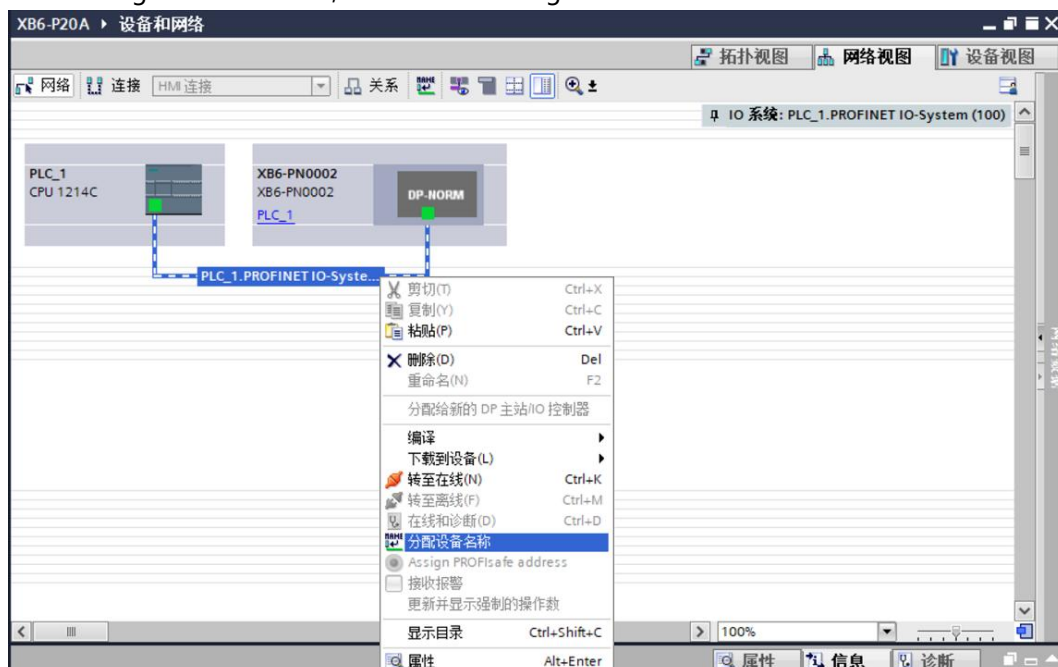 XB6-P20A ▸ 设备和网络
拓扑视图 网络视图 设备视图
网络 连接 HMI 连接 关系
IO 系统: PLC_1.PROFINET IO-System (100)
PLC_1
CPU 1214C
XB6-PN0002
XB6-PN0002
PLC_1
DP-NORM
PLC_1.PROFINET IO-Syste...
剪切(T) Ctrl+X
复制(Y) Ctrl+C
粘贴(P) Ctrl+V
删除(D) Del
重命名(N) F2
分配给新的 DP 主站/IO 控制器
编译
下载到设备(L)
转至在线(N) Ctrl+K
转至离线(F) Ctrl+M
在线和诊断(D) Ctrl+D
分配设备名称
Assign PROFIsafe address
接收报警
更新并显示强制的操作数
显示目录 Ctrl+Shift+C
属性 Alt+Enter
100%
属性 信息 诊断